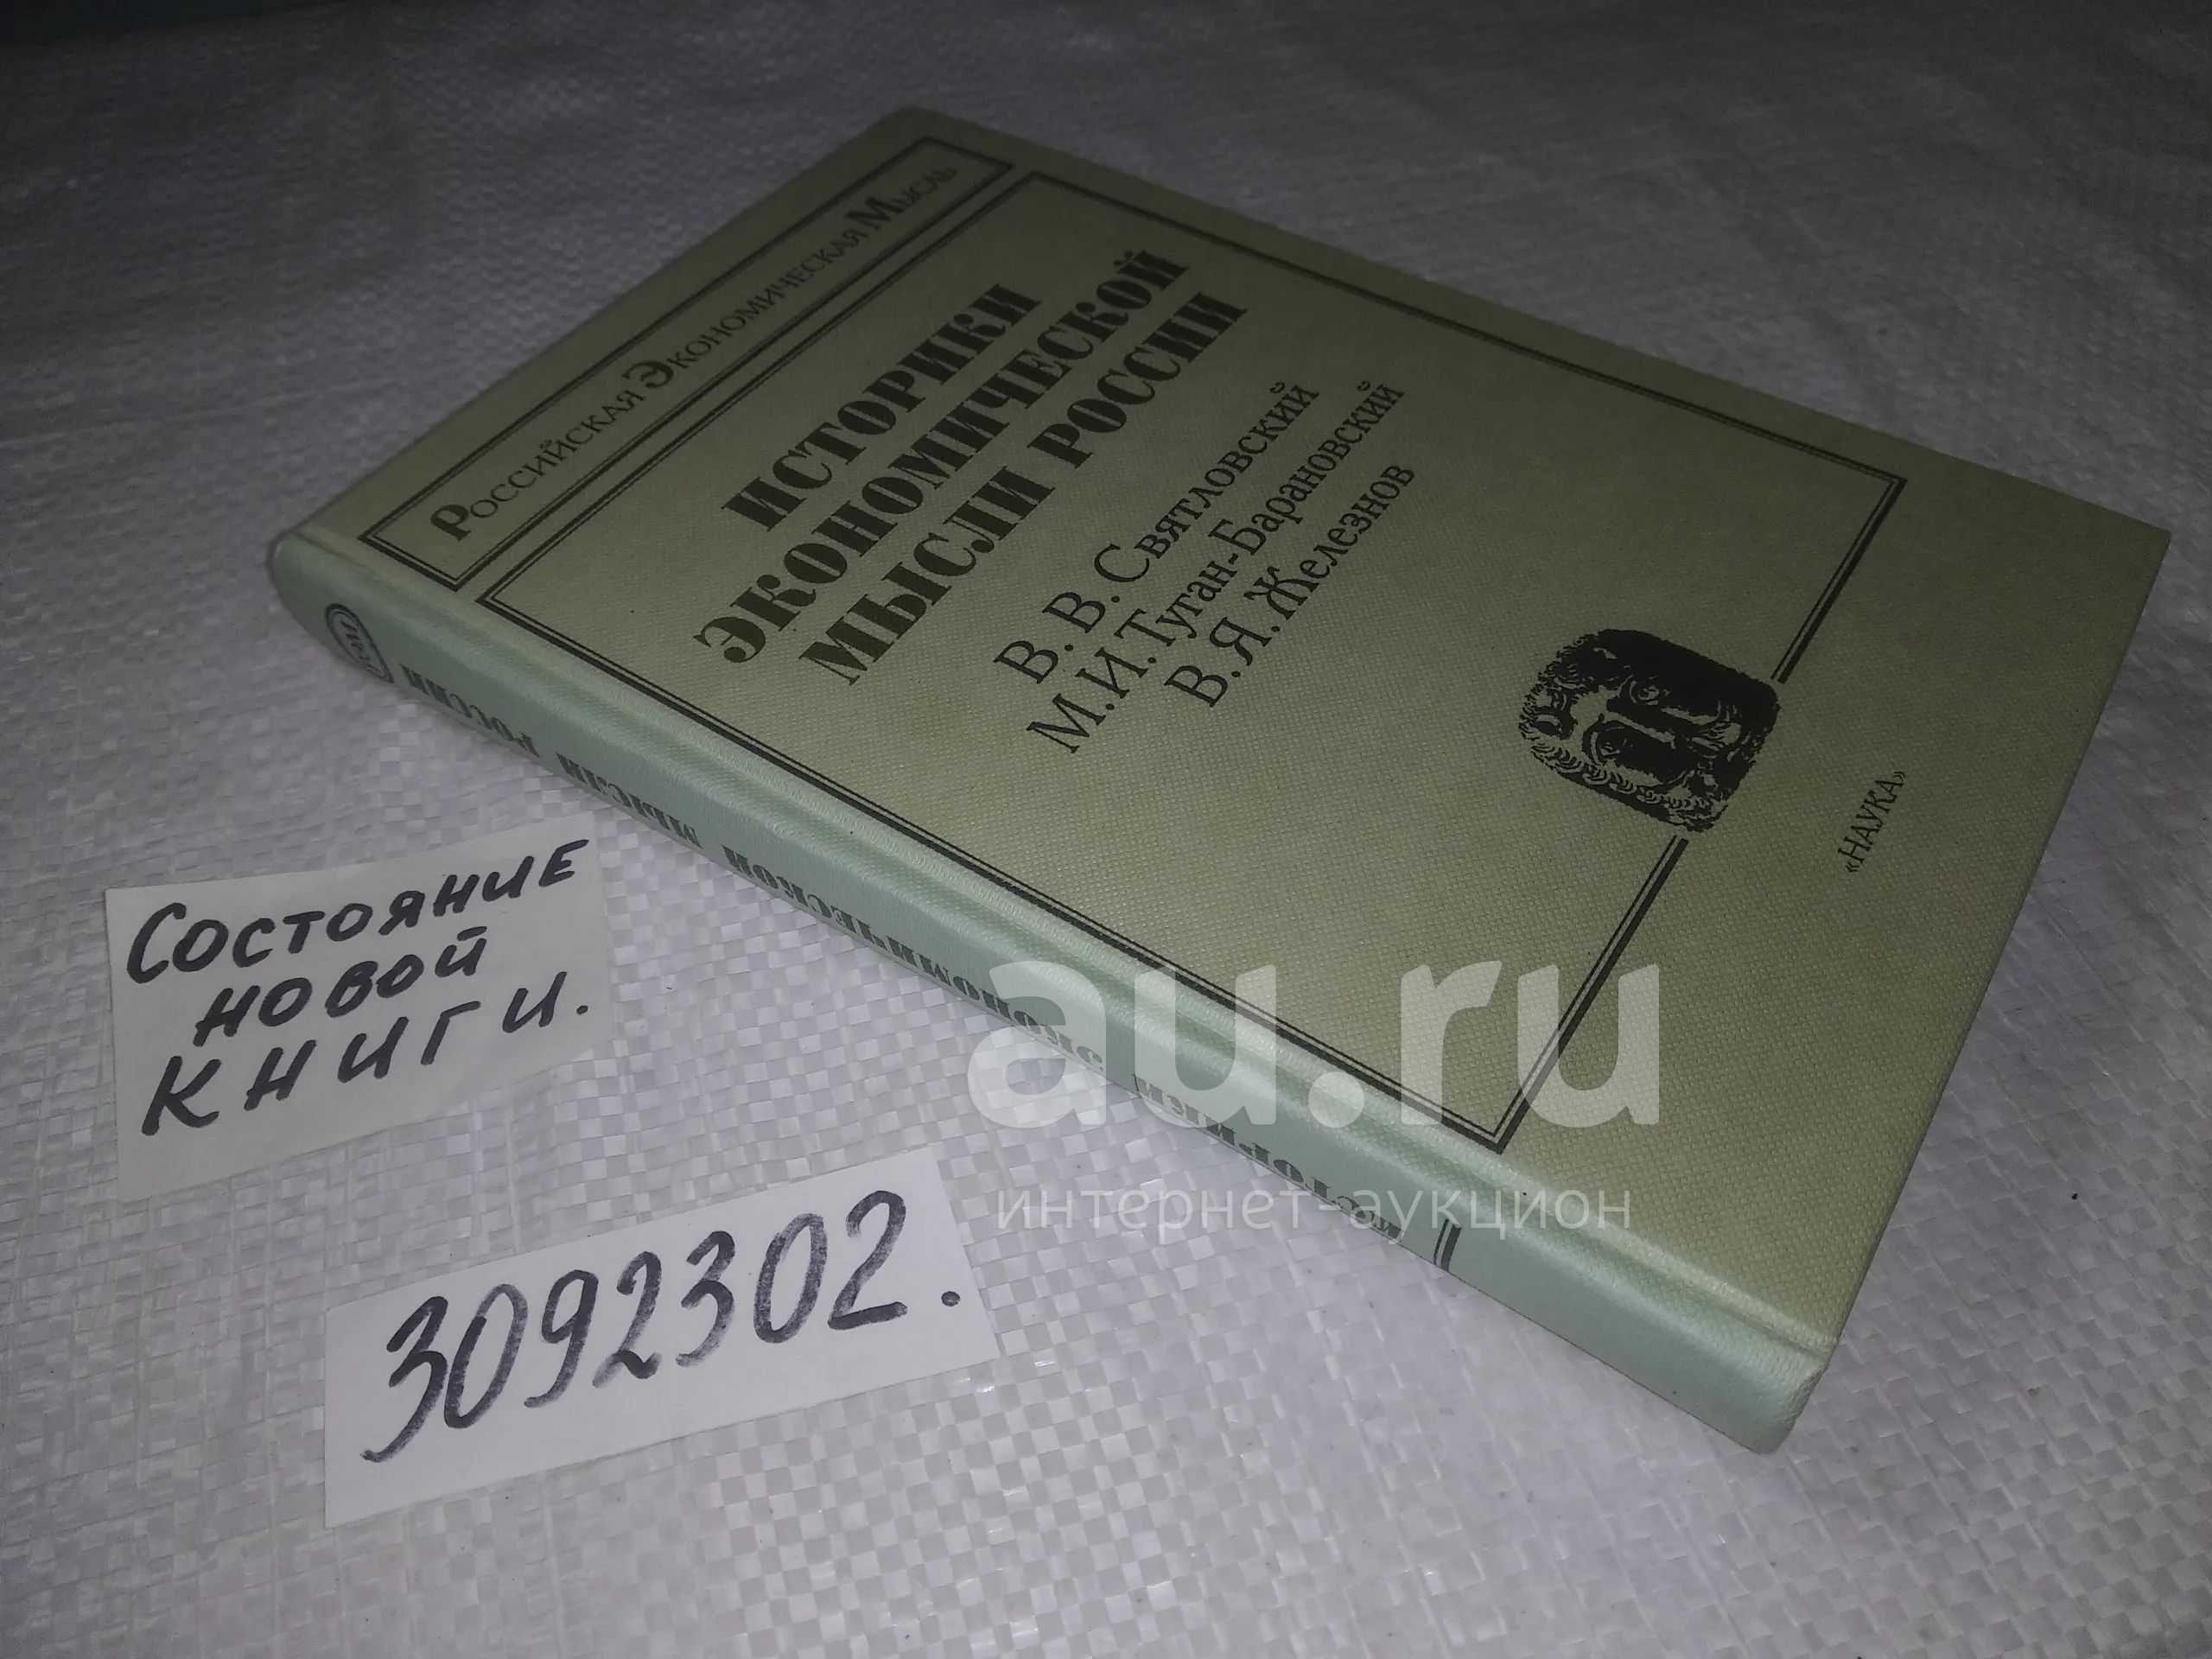 Российская Экономическая Мысль
ИСТОРИКИ
ЭКОНОМИЧЕСКОЙ
МЫСЛИ РОССИИ
В. В. Святловский
М.И. Туган-Барановский
В.Я. Железнов
«НАУКА»
ИСТОРИКИ ЭКОНОМИЧЕСКОЙ МЫСЛИ РОССИИ
Состояние
новой
книги.
3092302.
au.ru
интернет-аукцион